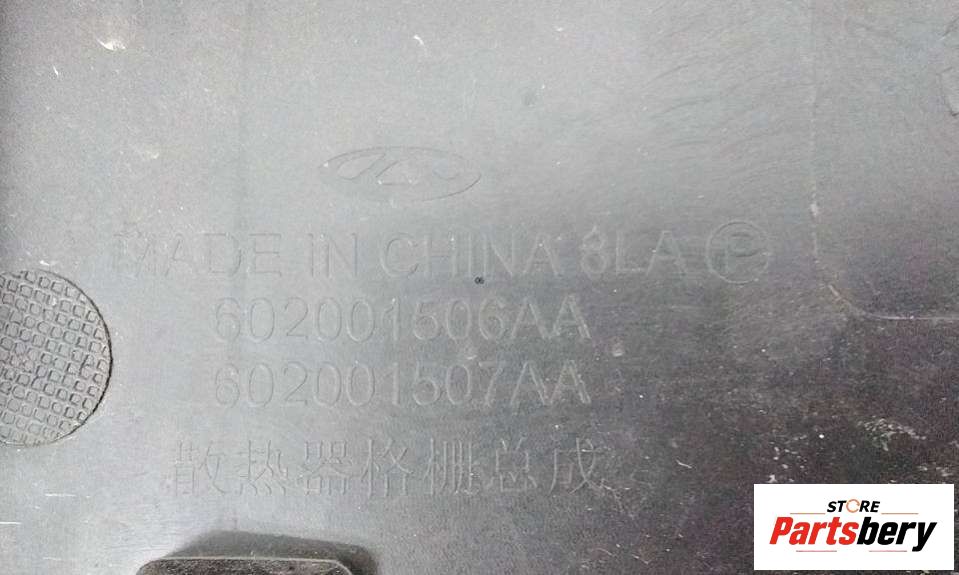 MADE IN CHINA 8LA P
602001506AA
602001507AA
散热器格栅总成
STORE
Partsbery